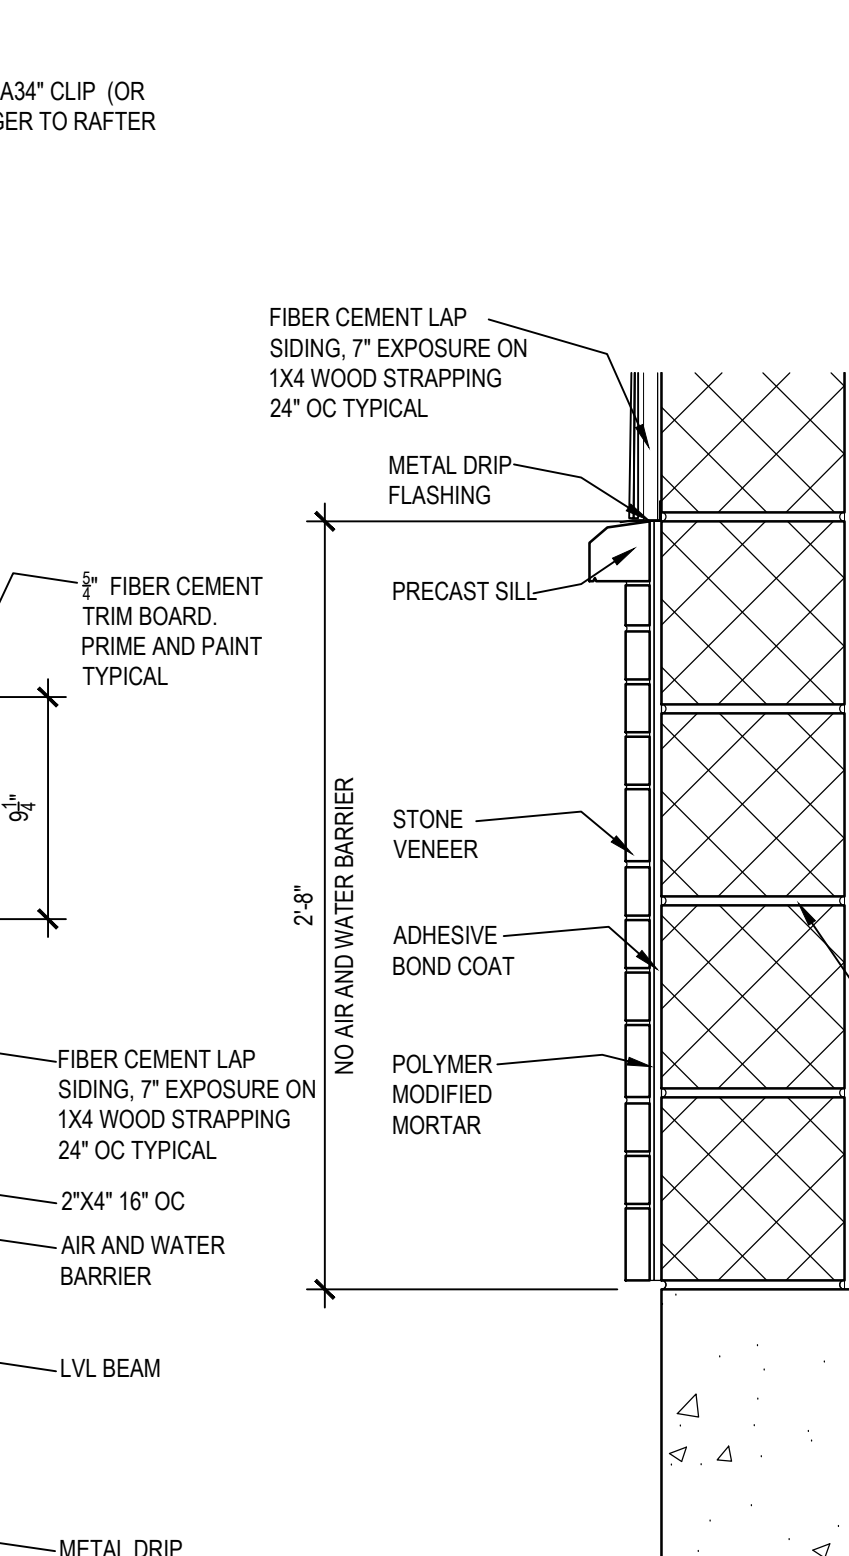 A34" CLIP (OR
GER TO RAFTER
FIBER CEMENT LAP
SIDING, 7" EXPOSURE ON
1X4 WOOD STRAPPING
24" OC TYPICAL
METAL DRIP
FLASHING
5/4" FIBER CEMENT
TRIM BOARD.
PRIME AND PAINT
TYPICAL
PRECAST SILL
9 1/4"
2'-8"
NO AIR AND WATER BARRIER
STONE
VENEER
ADHESIVE
BOND COAT
POLYMER
MODIFIED
MORTAR
FIBER CEMENT LAP
SIDING, 7" EXPOSURE ON
1X4 WOOD STRAPPING
24" OC TYPICAL
2"X4" 16" OC
AIR AND WATER
BARRIER
LVL BEAM
METAL DRIP